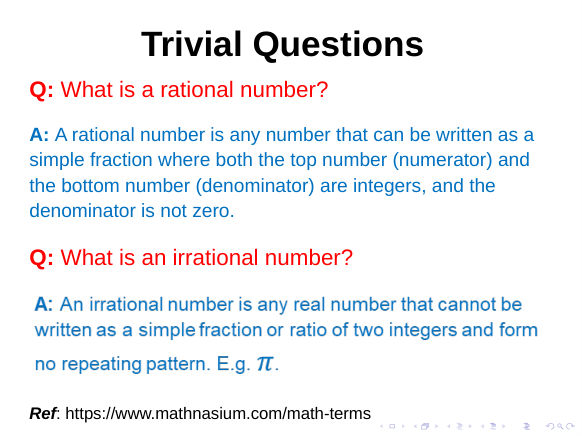 Trivial Questions
Q: What is a rational number?
A: A rational number is any number that can be written as a
simple fraction where both the top number (numerator) and
the bottom number (denominator) are integers, and the
denominator is not zero.
Q: What is an irrational number?
A: An irrational number is any real number that cannot be
written as a simple fraction or ratio of two integers and form
no repeating pattern. E.g. π.
Ref: https://www.mathnasium.com/math-terms